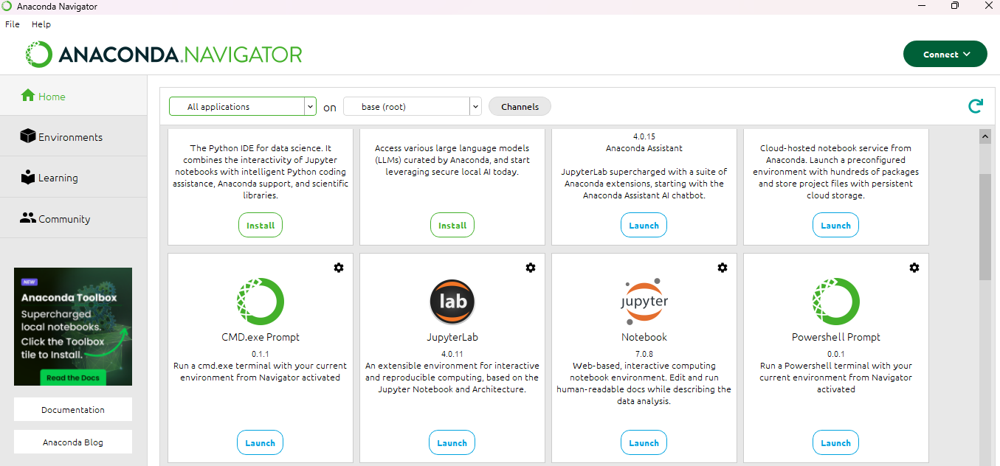 Anaconda Navigator
File Help
ANACONDA.NAVIGATOR
Connect
Home
Environments
Learning
Community
NEW
Anaconda Toolbox
Supercharged
local notebooks.
Click the Toolbox
tile to Install.
Read the Docs
Documentation
Anaconda Blog
All applications on base (root) Channels
The Python IDE for data science. It
combines the interactivity of Jupyter
notebooks with intelligent Python coding
assistance, Anaconda support, and scientific
libraries.
Install
Access various large language models
(LLMs) curated by Anaconda, and start
leveraging secure local AI today.
Install
4.0.15
Anaconda Assistant
JupyterLab supercharged with a suite of
Anaconda extensions, starting with the
Anaconda Assistant AI chatbot.
Launch
Cloud-hosted notebook service from
Anaconda. Launch a preconfigured
environment with hundreds of packages
and store project files with persistent
cloud storage.
Launch
CMD.exe Prompt
0.1.1
Run a cmd.exe terminal with your current
environment from Navigator activated
Launch
lab
JupyterLab
4.0.11
An extensible environment for interactive
and reproducible computing, based on the
Jupyter Notebook and Architecture.
Launch
jupyter
Notebook
7.0.8
Web-based, interactive computing
notebook environment. Edit and run
human-readable docs while describing the
data analysis.
Launch
Powershell Prompt
0.0.1
Run a Powershell terminal with your
current environment from Navigator
activated
Launch